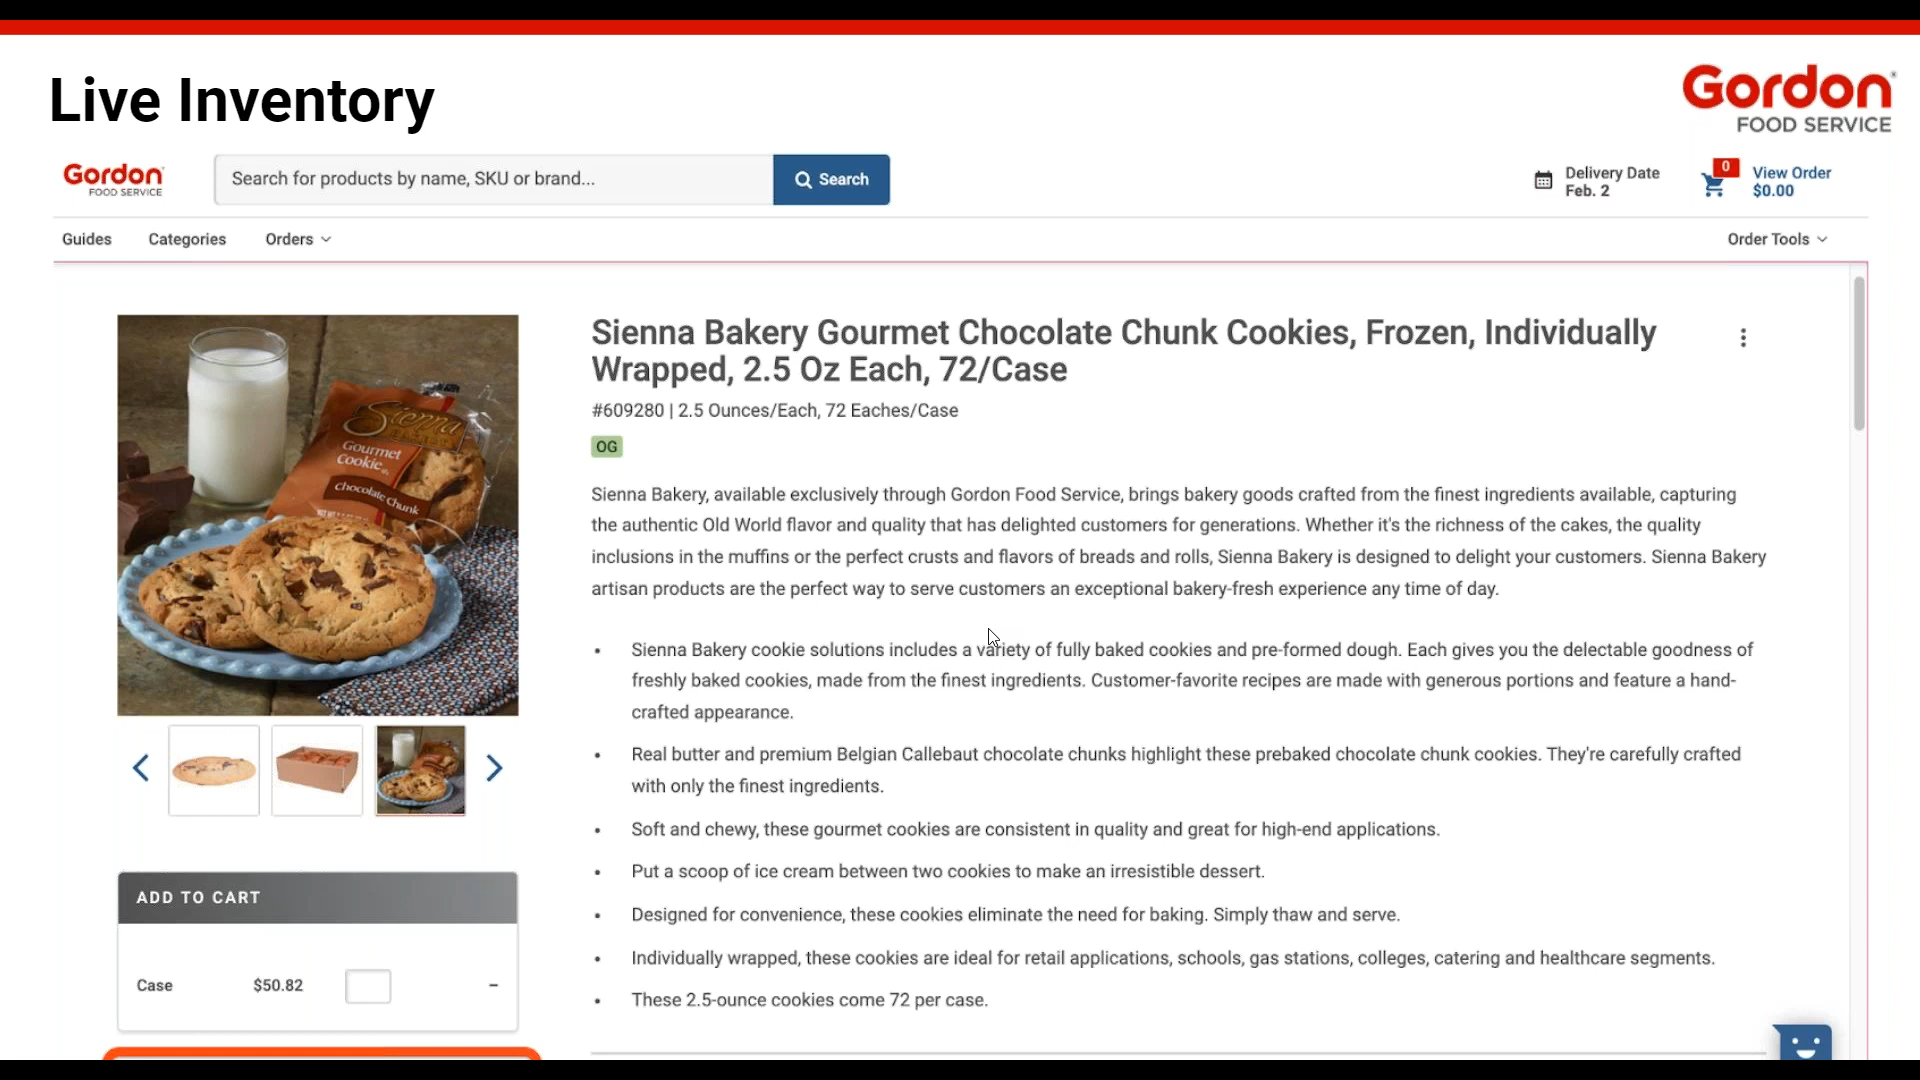 Live Inventory
Gordon
FOOD SERVICE
Gordon
FOOD SERVICE
Search for products by name, SKU or brand...
Search
Delivery Date
Feb. 2
0
View Order
$0.00
Guides
Categories
Orders
Order Tools
Sienna
Gourmet
Cookie
Chocolate Chunk
Sienna Bakery Gourmet Chocolate Chunk Cookies, Frozen, Individually
Wrapped, 2.5 Oz Each, 72/Case
#609280 | 2.5 Ounces/Each, 72 Eaches/Case
OG
Sienna Bakery, available exclusively through Gordon Food Service, brings bakery goods crafted from the finest ingredients available, capturing
the authentic Old World flavor and quality that has delighted customers for generations. Whether it's the richness of the cakes, the quality
inclusions in the muffins or the perfect crusts and flavors of breads and rolls, Sienna Bakery is designed to delight your customers. Sienna Bakery
artisan products are the perfect way to serve customers an exceptional bakery-fresh experience any time of day.
• Sienna Bakery cookie solutions includes a variety of fully baked cookies and pre-formed dough. Each gives you the delectable goodness of
freshly baked cookies, made from the finest ingredients. Customer-favorite recipes are made with generous portions and feature a hand-
crafted appearance.
• Real butter and premium Belgian Callebaut chocolate chunks highlight these prebaked chocolate chunk cookies. They're carefully crafted
with only the finest ingredients.
• Soft and chewy, these gourmet cookies are consistent in quality and great for high-end applications.
• Put a scoop of ice cream between two cookies to make an irresistible dessert.
• Designed for convenience, these cookies eliminate the need for baking. Simply thaw and serve.
• Individually wrapped, these cookies are ideal for retail applications, schools, gas stations, colleges, catering and healthcare segments.
• These 2.5-ounce cookies come 72 per case.
ADD TO CART
Case
$50.82
–